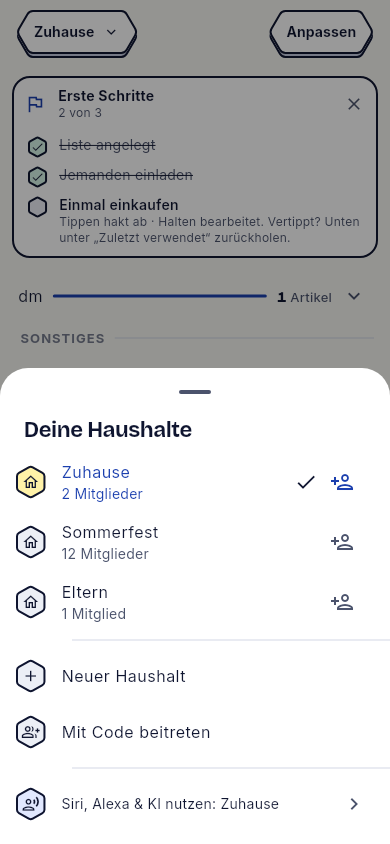 Zuhause
Anpassen
Erste Schritte
2 von 3
Liste angelegt
Jemanden einladen
Einmal einkaufen
Tippen hakt ab · Halten bearbeitet. Vertippt? Unten
unter „Zuletzt verwendet“ zurückholen.
dm
1 Artikel
SONSTIGES
Deine Haushalte
Zuhause
2 Mitglieder
Sommerfest
12 Mitglieder
Eltern
1 Mitglied
Neuer Haushalt
Mit Code beitreten
Siri, Alexa & KI nutzen: Zuhause